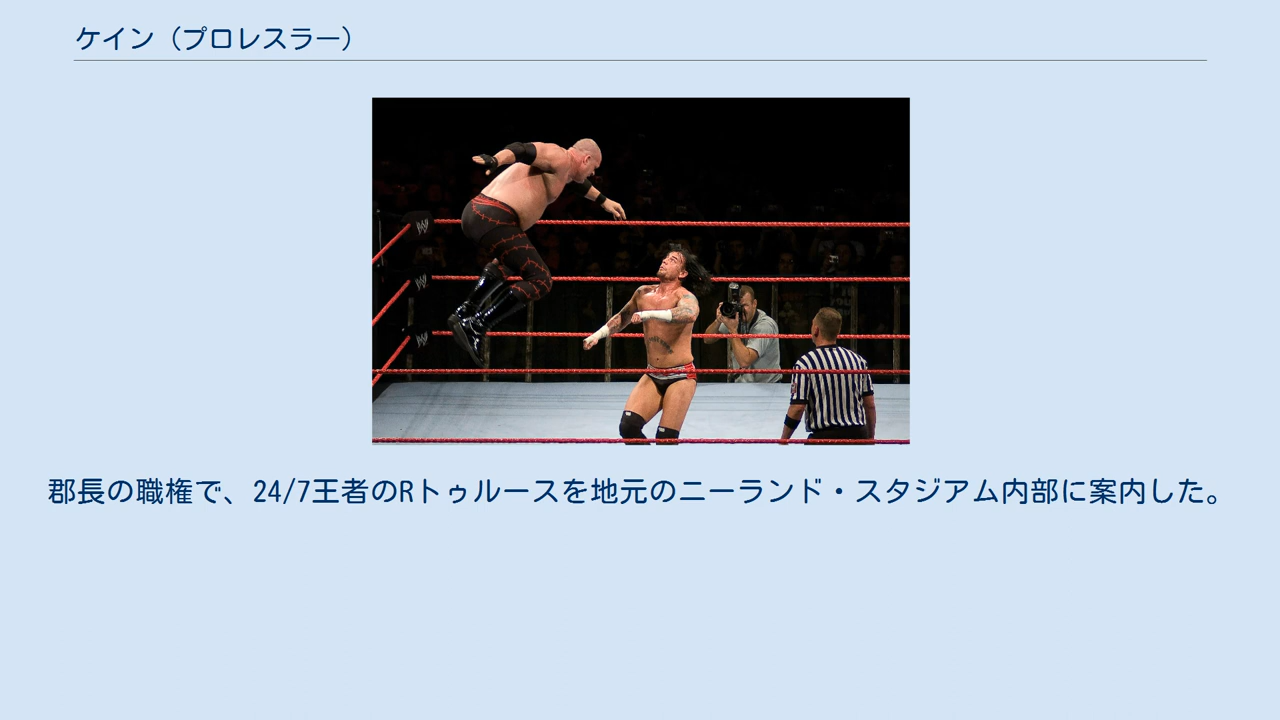 ケイン（プロレスラー）
郡長の職権で、24/7王者のRトゥルースを地元のニーランド・スタジアム内部に案内した。